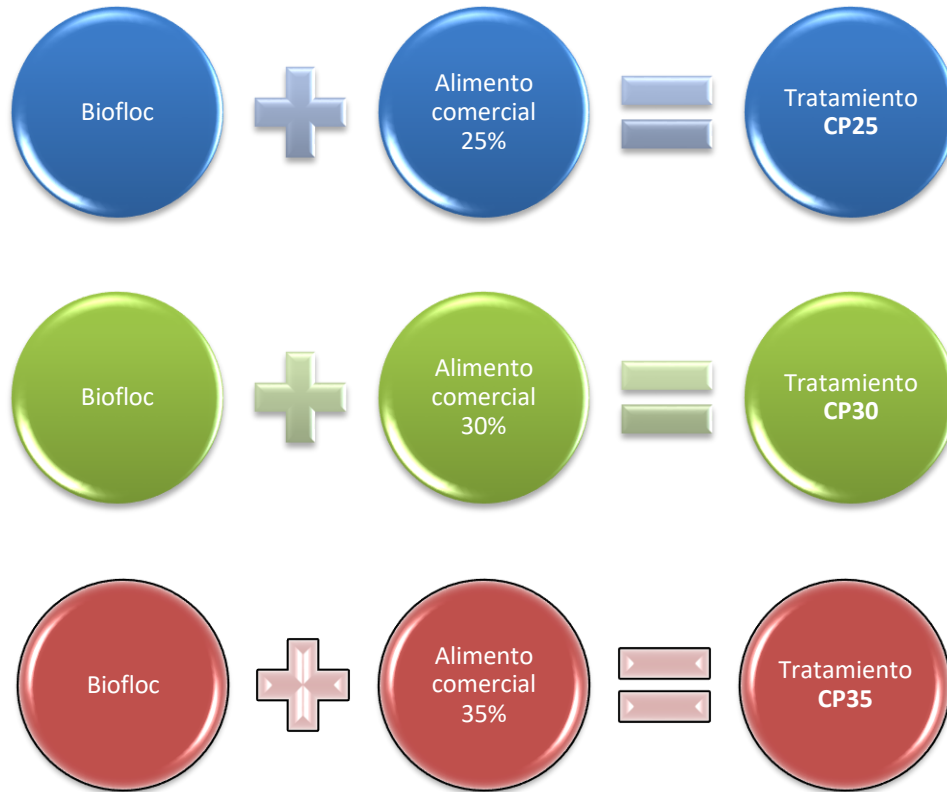 Biofloc
Alimento
comercial
25%
Tratamiento
CP25
Biofloc
Alimento
comercial
30%
Tratamiento
CP30
Biofloc
Alimento
comercial
35%
Tratamiento
CP35